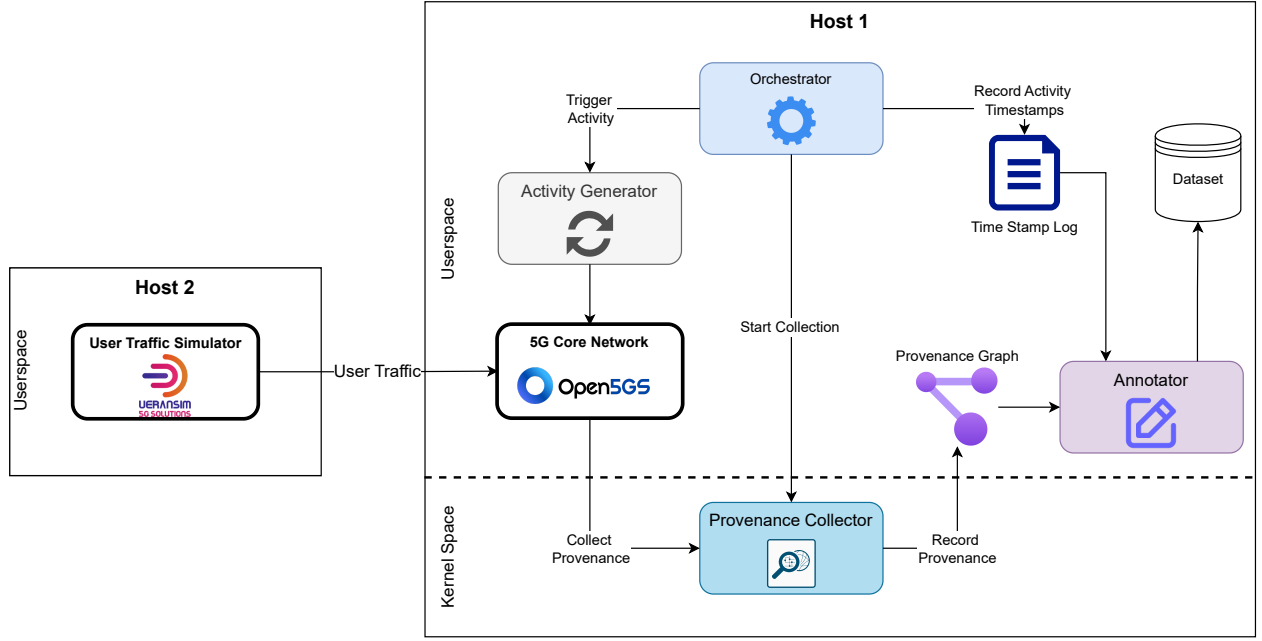 Host 1
Orchestrator
Trigger
Activity
Record Activity
Timestamps
Activity Generator
Time Stamp Log
Dataset
Userspace
Host 2
Userspace
User Traffic Simulator
UERANSIM
5G SOLUTIONS
User Traffic
5G Core Network
Open5GS
Start Collection
Provenance Graph
Annotator
Kernel Space
Collect
Provenance
Provenance Collector
Record
Provenance